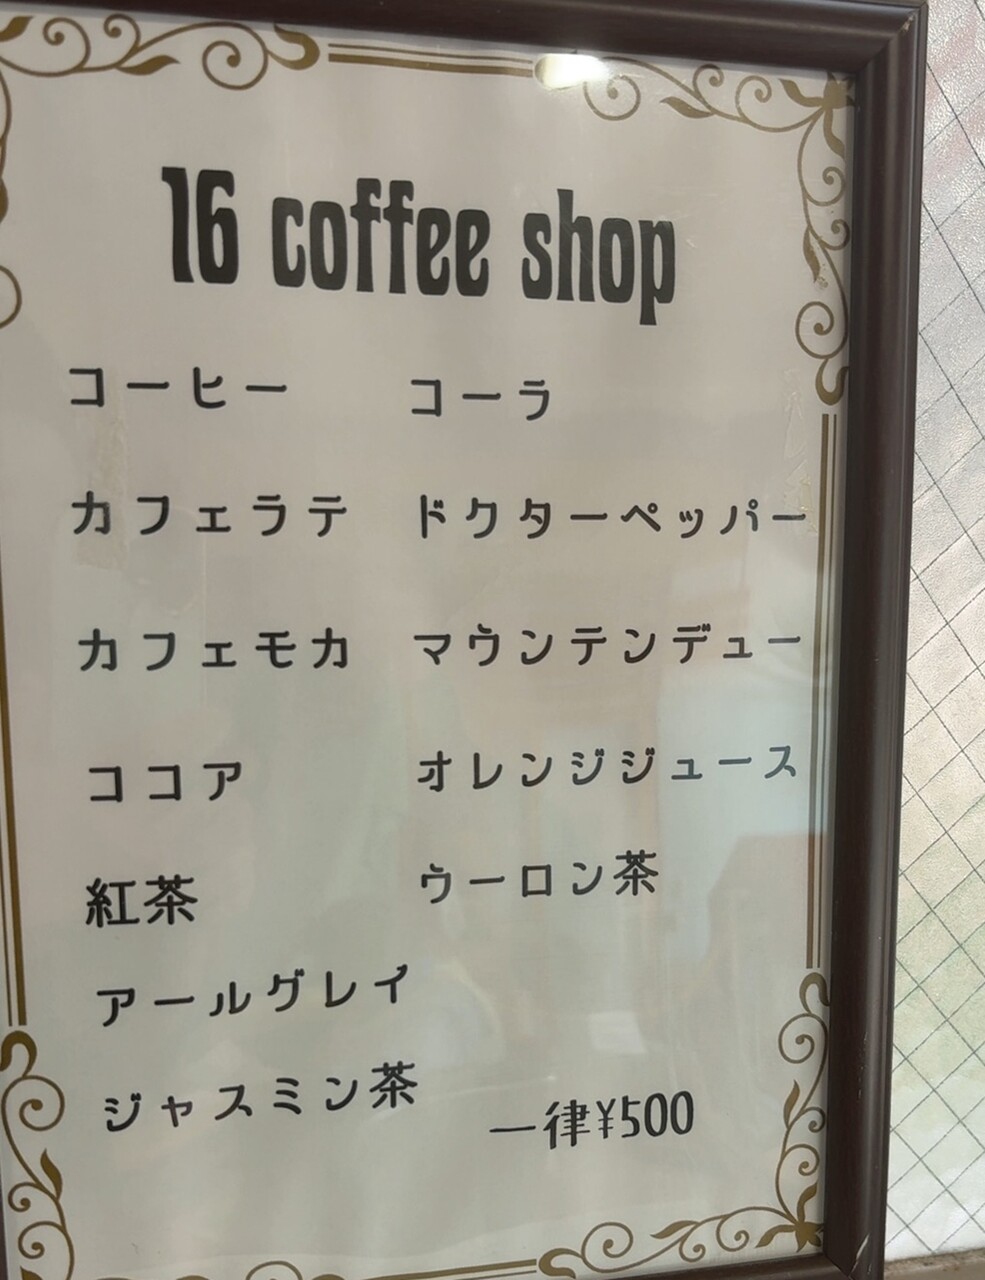 16 coffee shop
コーヒー
カフェラテ
カフェモカ
ココア
紅茶
アールグレイ
ジャスミン茶
コーラ
ドクターペッパー
マウンテンデュー
オレンジジュース
ウーロン茶
一律¥500